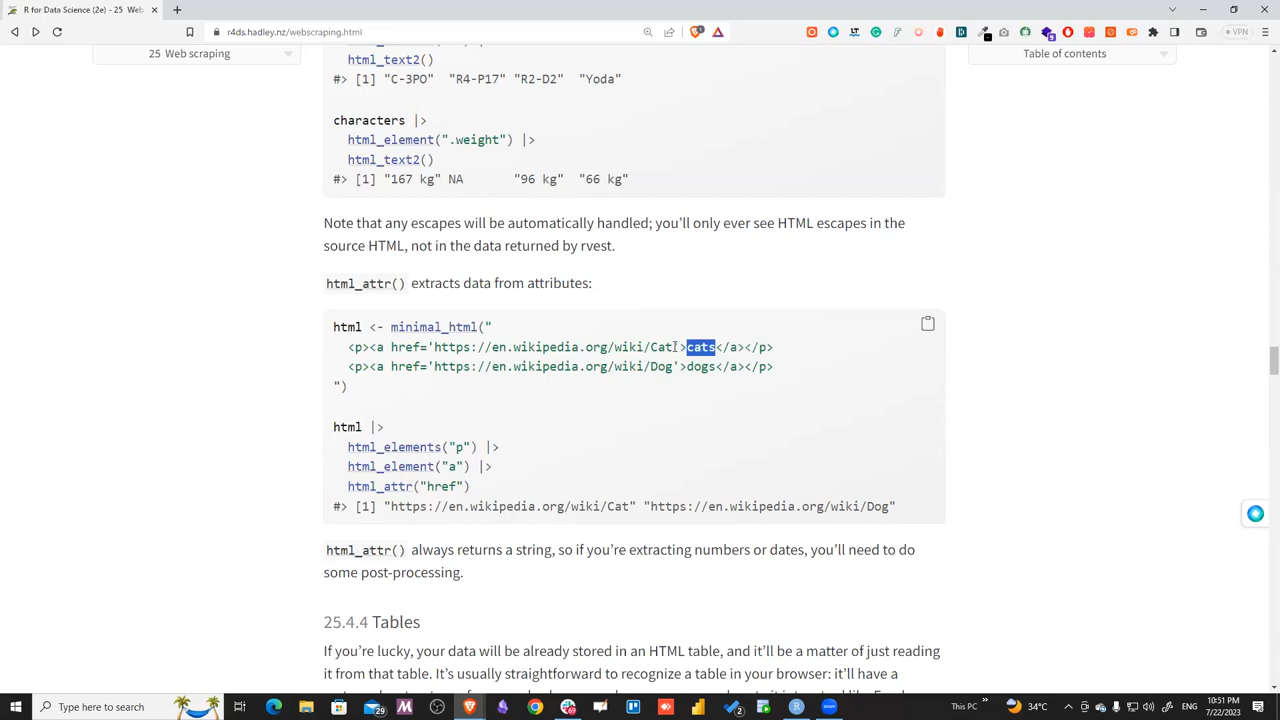 R for Data Science (2e) - 25 Web
r4ds.hadley.nz/webscraping.html
VPN
25 Web scraping
Table of contents
html_text2()
#> [1] "C-3PO"  "R4-P17" "R2-D2"  "Yoda"
characters |>
html_element(".weight") |>
html_text2()
#> [1] "167 kg" NA       "96 kg"  "66 kg"
Note that any escapes will be automatically handled; you’ll only ever see HTML escapes in the
source HTML, not in the data returned by rvest.
html_attr() extracts data from attributes:
html <- minimal_html("
<p><a href='https://en.wikipedia.org/wiki/Cat'>cats</a></p>
<p><a href='https://en.wikipedia.org/wiki/Dog'>dogs</a></p>
")
html |>
html_elements("p") |>
html_element("a") |>
html_attr("href")
#> [1] "https://en.wikipedia.org/wiki/Cat" "https://en.wikipedia.org/wiki/Dog"
html_attr() always returns a string, so if you’re extracting numbers or dates, you’ll need to do
some post-processing.
25.4.4 Tables
If you’re lucky, your data will be already stored in an HTML table, and it’ll be a matter of just reading
it from that table. It’s usually straightforward to recognize a table in your browser: it’ll have a
Type here to search
29
2
This PC
34°C
10:51 PM
7/22/2023